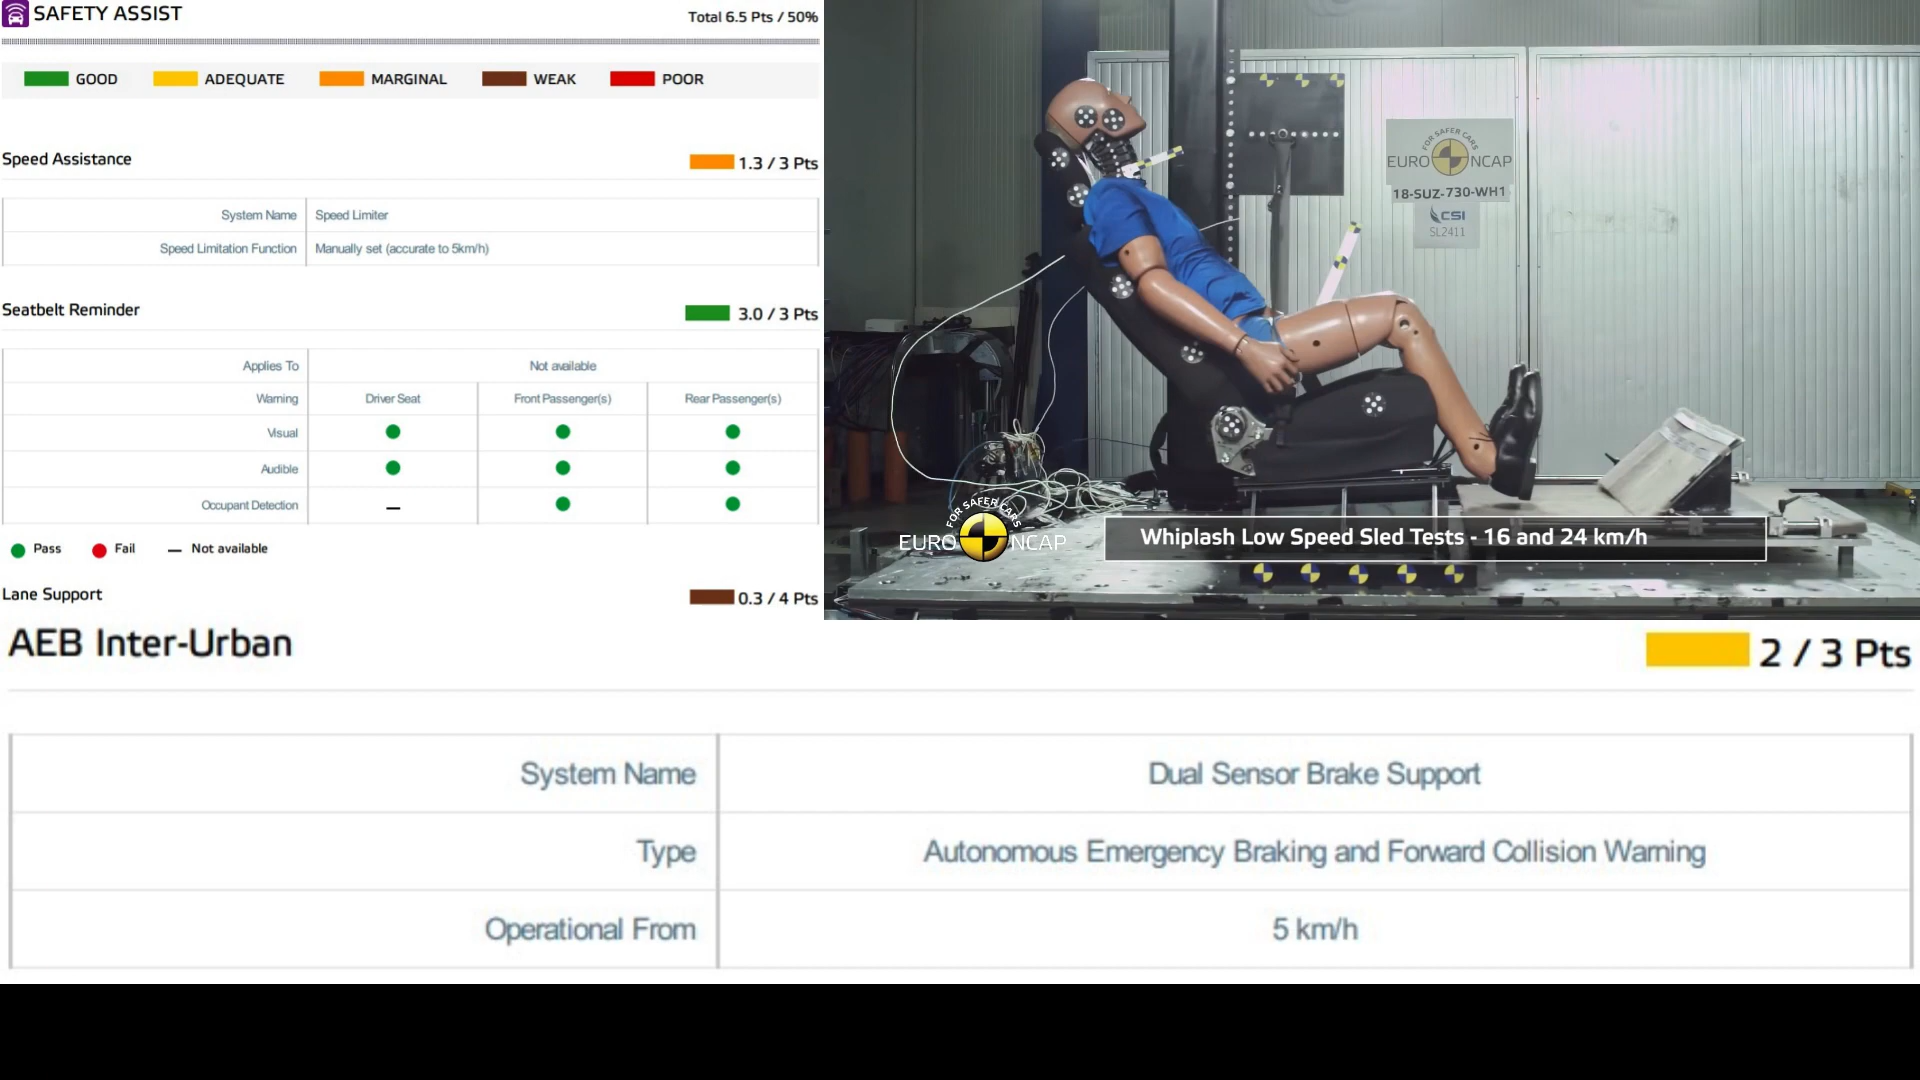 SAFETY ASSIST
Total 6.5 Pts / 50%
GOOD ADEQUATE MARGINAL WEAK POOR
Speed Assistance
1.3 / 3 Pts
System Name Speed Limiter
Speed Limitation Function Manually set (accurate to 5km/h)
Seatbelt Reminder
3.0 / 3 Pts
Applies To Not available
Warning Driver Seat Front Passenger(s) Rear Passenger(s)
Visual
Audible
Occupant Detection
Pass Fail Not available
Lane Support
0.3 / 4 Pts
FOR SAFER CARS
EURO NCAP
18-SUZ-730-WH1
CSI
SL2411
FOR SAFER CARS
EURO NCAP
Whiplash Low Speed Sled Tests - 16 and 24 km/h
AEB Inter-Urban
2 / 3 Pts
System Name Dual Sensor Brake Support
Type Autonomous Emergency Braking and Forward Collision Warning
Operational From 5 km/h